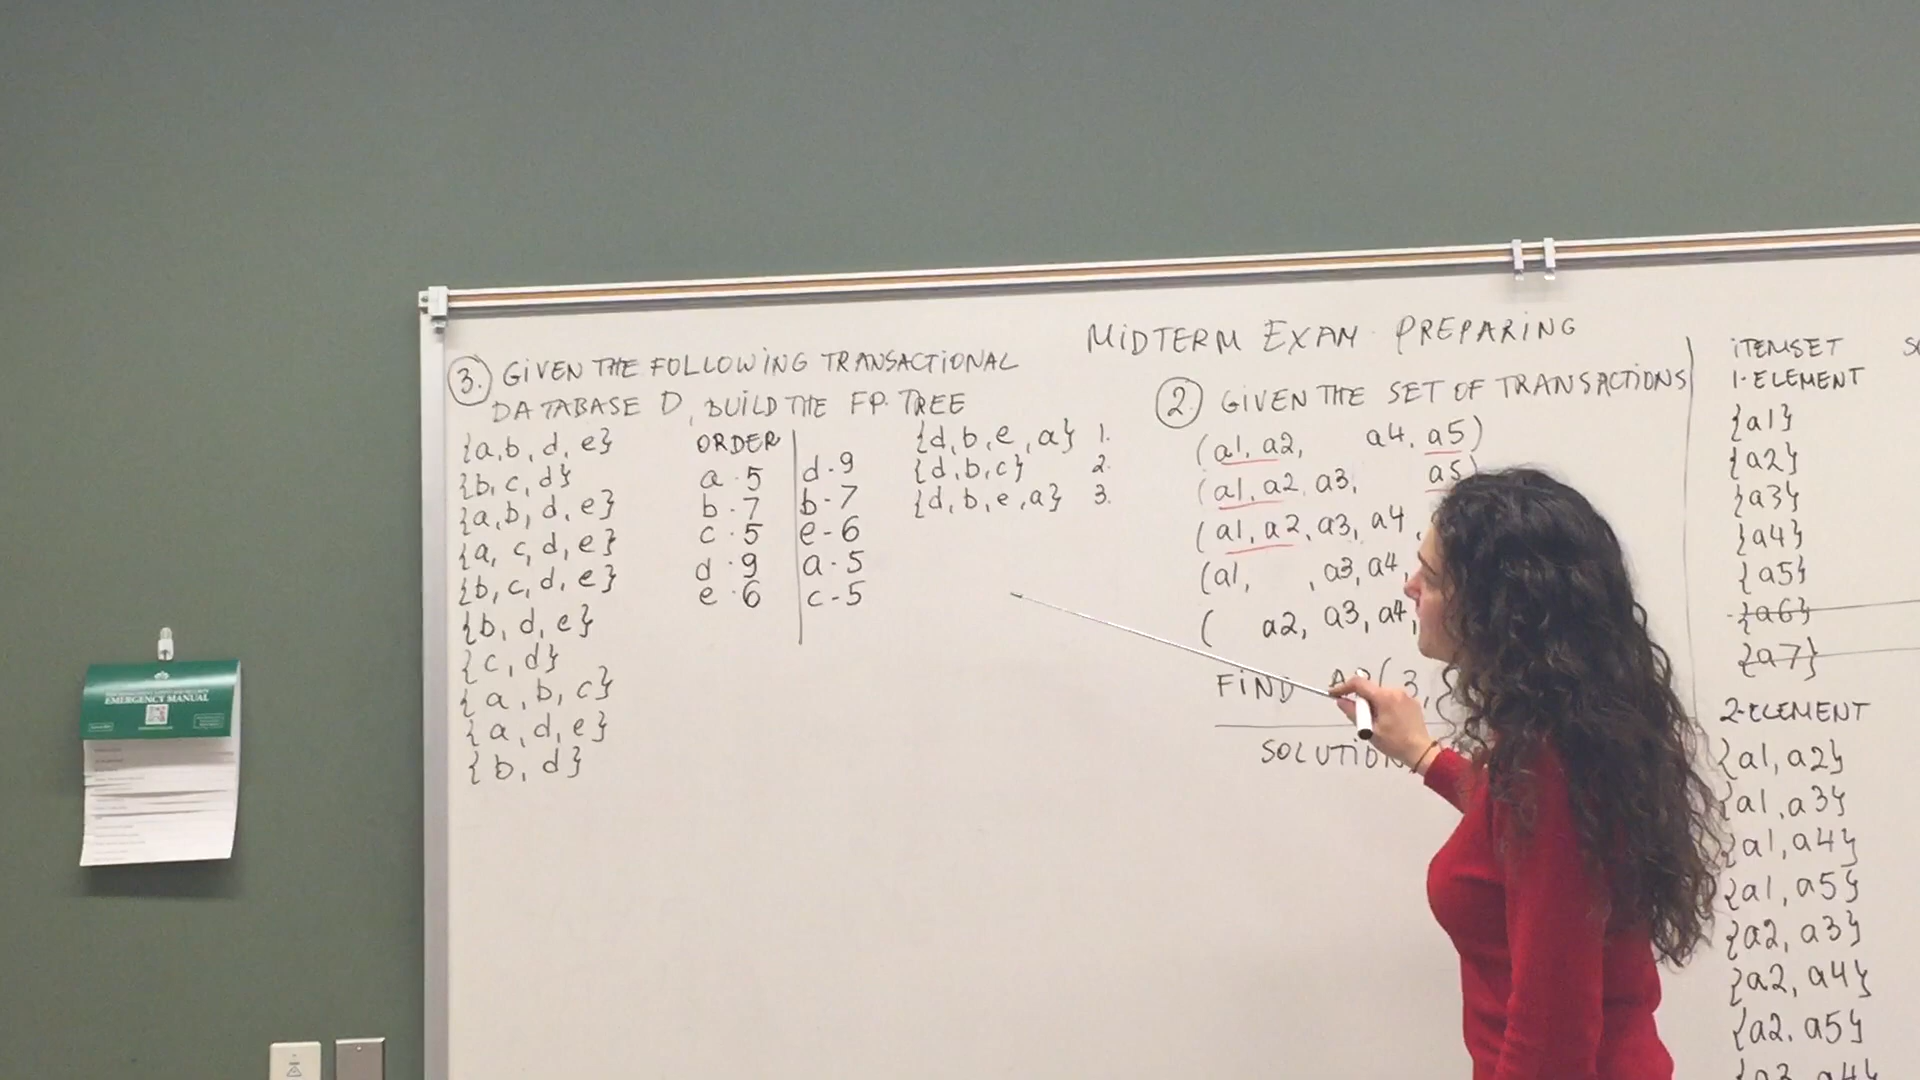 MIDTERM EXAM PREPARING
3. GIVEN THE FOLLOWING TRANSACTIONAL
DATABASE D, BUILD THE FP-TREE
{a,b,d,e}
{b,c,d}
{a,b,d,e}
{a, c,d,e}
{b,c,d,e}
{b,d,e}
{c,d}
{a,b,c}
{a,d,e}
{b,d}
ORDER
a-5
b-7
c-5
d-9
e-6
d-9
b-7
e-6
a-5
c-5
{d,b,e,a} 1.
{d,b,c} 2.
{d,b,e,a} 3.
2. GIVEN THE SET OF TRANSACTIONS
(a1, a2, a4, a5)
(a1, a2, a3, a5)
(a1, a2, a3, a4
(a1, , a3, a4,
( a2, a3, a4,
FIND
SOLUTION
ITEMSET
1-ELEMENT
{a1}
{a2}
{a3}
{a4}
{a5}
{a6}
{a7}
2-ELEMENT
{a1, a2}
{a1, a3}
{a1, a4}
{a1, a5}
{a2, a3}
{a2, a4}
{a2, a5}
EMERGENCY MANUAL